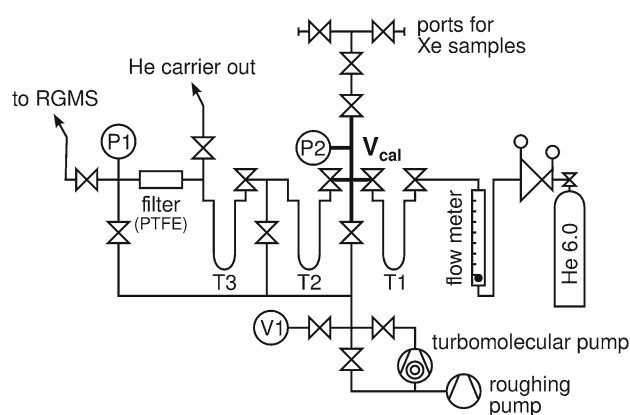 ports for
Xe samples
He carrier out
to RGMS
P1
P2
Vcal
filter
(PTFE)
T3
T2
T1
flow meter
He 6.0
V1
turbomolecular pump
roughing
pump